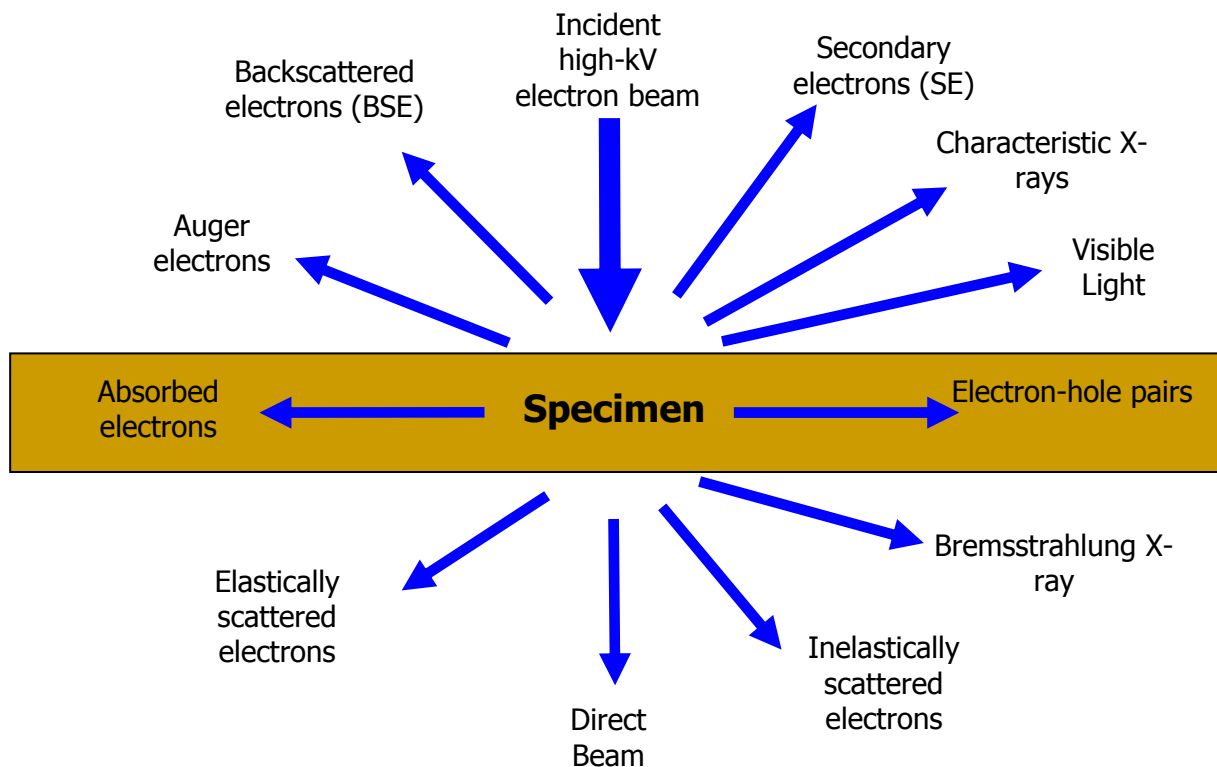 Incident
high-kV
electron beam
Backscattered
electrons (BSE)
Secondary
electrons (SE)
Characteristic X-
rays
Auger
electrons
Visible
Light
Absorbed
electrons
Specimen
Electron-hole pairs
Elastically
scattered
electrons
Direct
Beam
Inelastically
scattered
electrons
Bremsstrahlung X-
ray